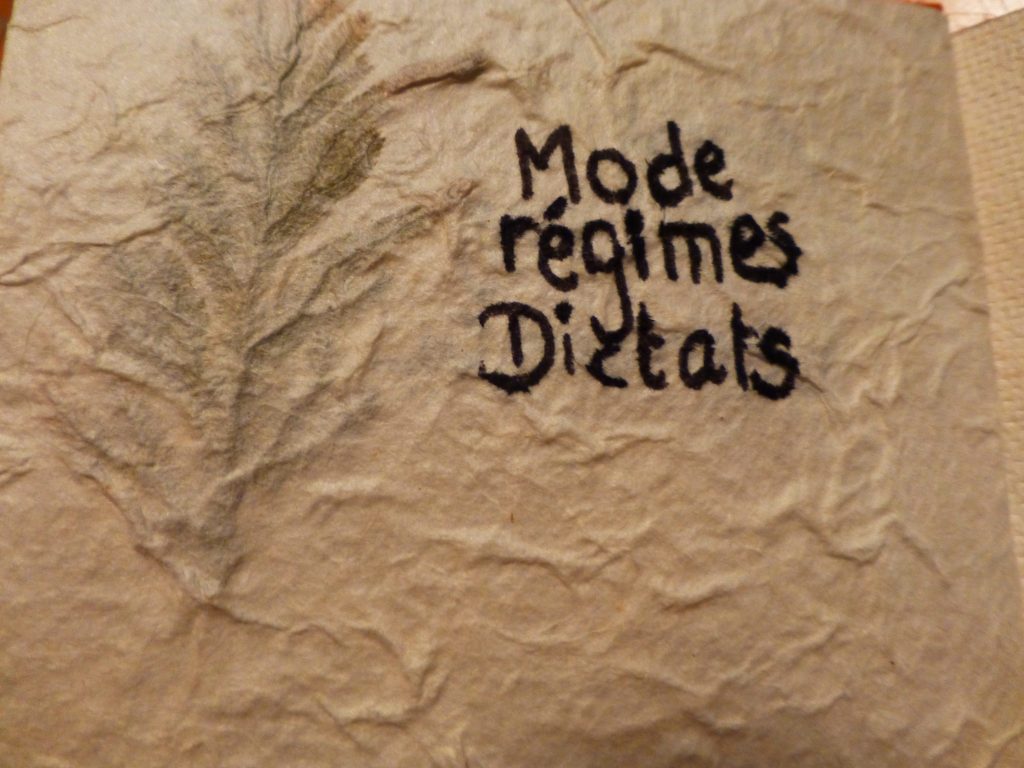 Mode
régimes
Diktats